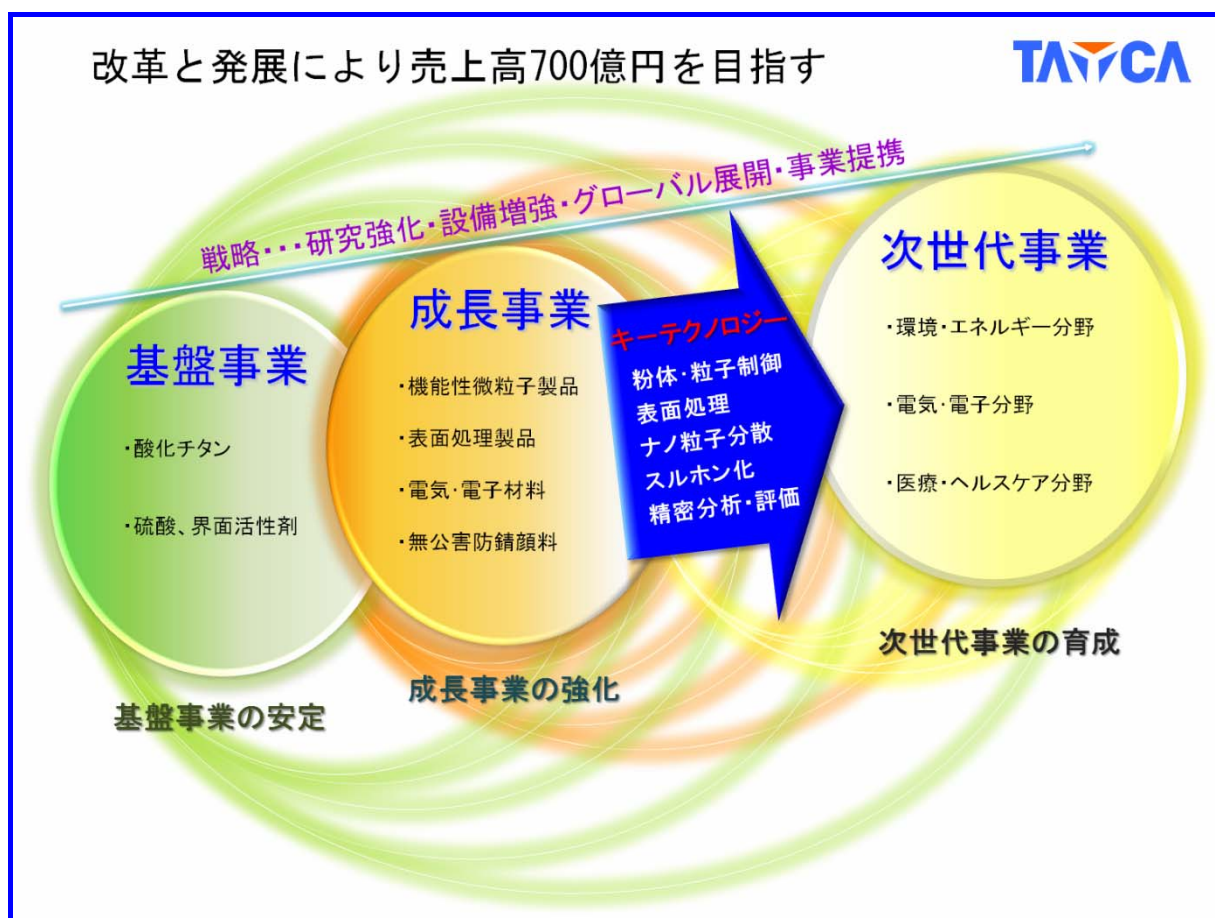 改革と発展により売上高700億円を目指す
TAYCA
戦略・・・研究強化・設備増強・グローバル展開・事業提携
基盤事業
・酸化チタン
・硫酸、界面活性剤
基盤事業の安定
成長事業
・機能性微粒子製品
・表面処理製品
・電気・電子材料
・無公害防錆顔料
成長事業の強化
キーテクノロジー
粉体・粒子制御
表面処理
ナノ粒子分散
スルホン化
精密分析・評価
次世代事業
・環境・エネルギー分野
・電気・電子分野
・医療・ヘルスケア分野
次世代事業の育成